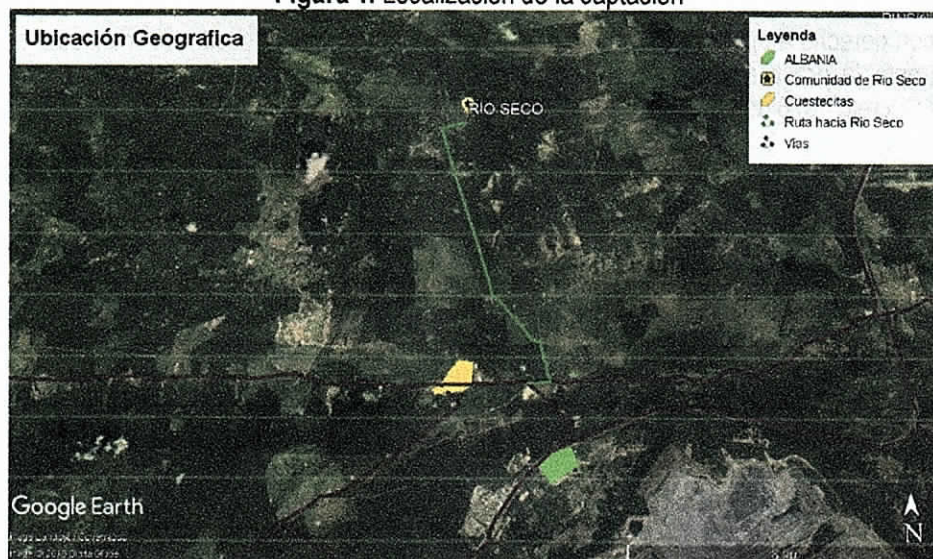 Figura 1. Localización de la captación
Ubicación Geografica
Leyenda
ALBANIA
Comunidad de Rio Seco
Cuestecitas
Ruta hacia Rio Seco
Vías
RIO SECO
Google Earth
N